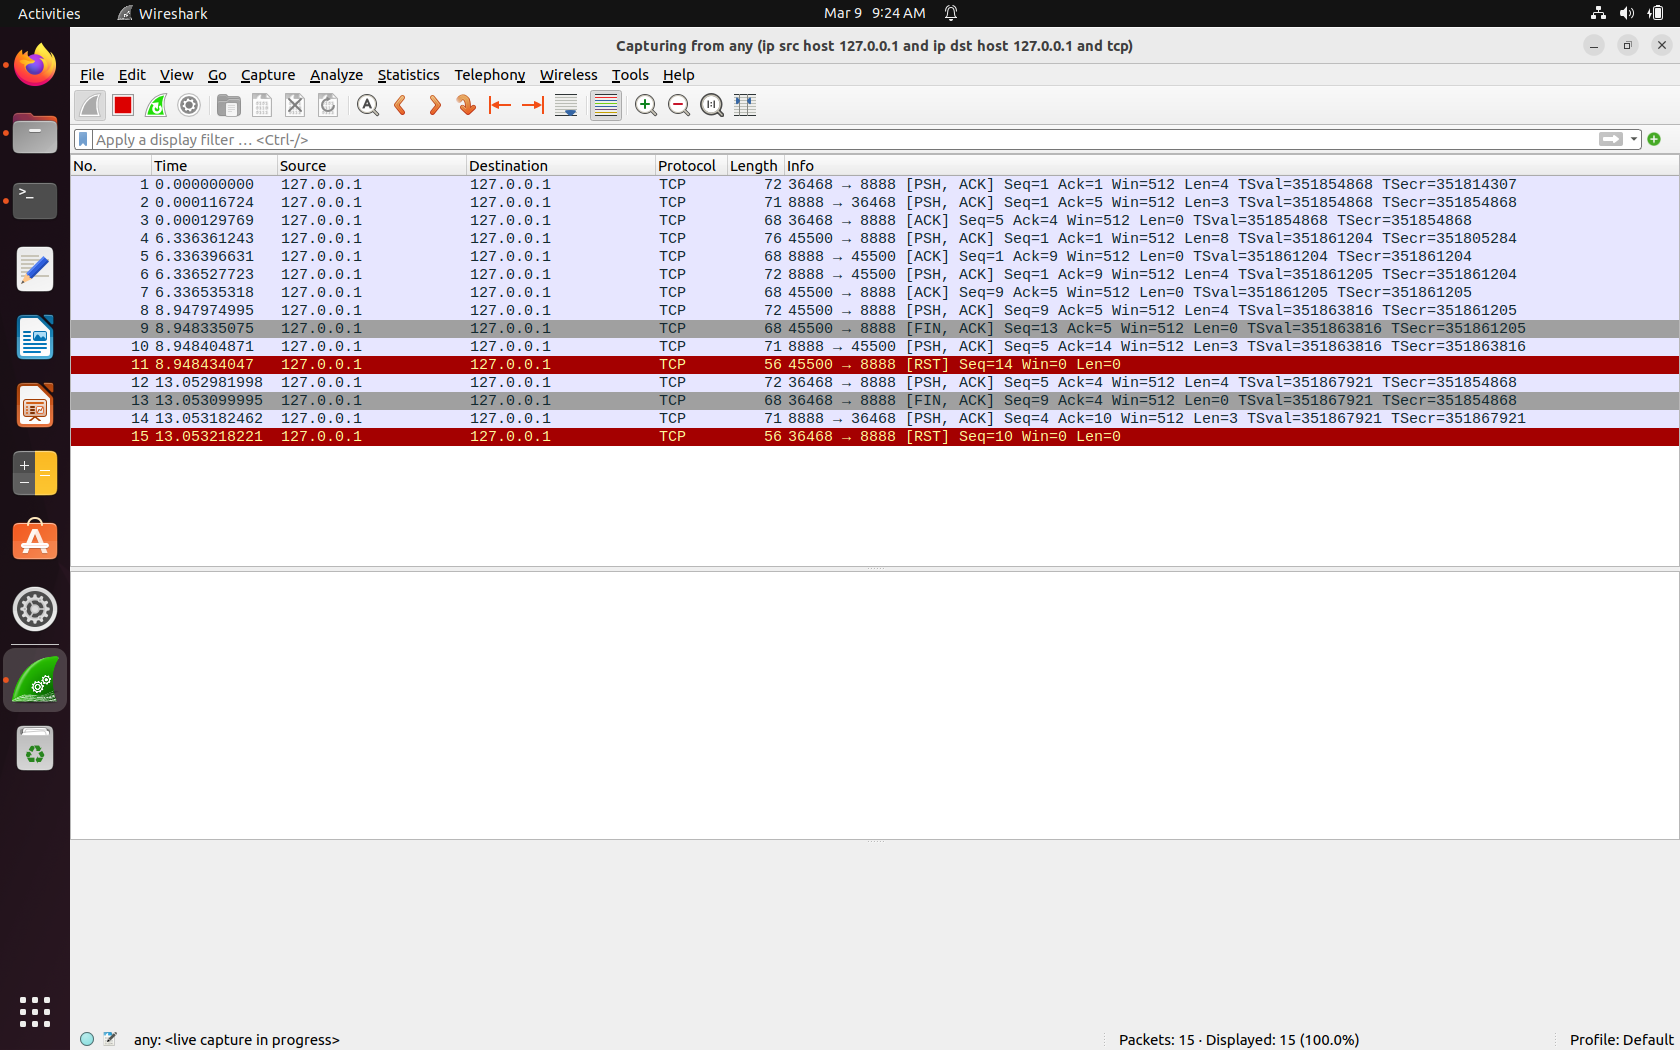 Activities Wireshark Mar 9 9:24 AM
Capturing from any (ip src host 127.0.0.1 and ip dst host 127.0.0.1 and tcp)
File Edit View Go Capture Analyze Statistics Telephony Wireless Tools Help
Apply a display filter … <Ctrl-/>
No. Time Source Destination Protocol Length Info
1 0.000000000 127.0.0.1 127.0.0.1 TCP 72 36468 → 8888 [PSH, ACK] Seq=1 Ack=1 Win=512 Len=4 TSval=351854868 TSecr=351814307
2 0.000116724 127.0.0.1 127.0.0.1 TCP 71 8888 → 36468 [PSH, ACK] Seq=1 Ack=5 Win=512 Len=3 TSval=351854868 TSecr=351854868
3 0.000129769 127.0.0.1 127.0.0.1 TCP 68 36468 → 8888 [ACK] Seq=5 Ack=4 Win=512 Len=0 TSval=351854868 TSecr=351854868
4 6.336361243 127.0.0.1 127.0.0.1 TCP 76 45500 → 8888 [PSH, ACK] Seq=1 Ack=1 Win=512 Len=8 TSval=351861204 TSecr=351805284
5 6.336396631 127.0.0.1 127.0.0.1 TCP 68 8888 → 45500 [ACK] Seq=1 Ack=9 Win=512 Len=0 TSval=351861204 TSecr=351861204
6 6.336527723 127.0.0.1 127.0.0.1 TCP 72 8888 → 45500 [PSH, ACK] Seq=1 Ack=9 Win=512 Len=4 TSval=351861205 TSecr=351861204
7 6.336535318 127.0.0.1 127.0.0.1 TCP 68 45500 → 8888 [ACK] Seq=9 Ack=5 Win=512 Len=0 TSval=351861205 TSecr=351861205
8 8.947974995 127.0.0.1 127.0.0.1 TCP 72 45500 → 8888 [PSH, ACK] Seq=9 Ack=5 Win=512 Len=4 TSval=351863816 TSecr=351861205
9 8.948335075 127.0.0.1 127.0.0.1 TCP 68 45500 → 8888 [FIN, ACK] Seq=13 Ack=5 Win=512 Len=0 TSval=351863816 TSecr=351861205
10 8.948404871 127.0.0.1 127.0.0.1 TCP 71 8888 → 45500 [PSH, ACK] Seq=5 Ack=14 Win=512 Len=3 TSval=351863816 TSecr=351863816
11 8.948434047 127.0.0.1 127.0.0.1 TCP 56 45500 → 8888 [RST] Seq=14 Win=0 Len=0
12 13.052981998 127.0.0.1 127.0.0.1 TCP 72 36468 → 8888 [PSH, ACK] Seq=5 Ack=4 Win=512 Len=4 TSval=351867921 TSecr=351854868
13 13.053099995 127.0.0.1 127.0.0.1 TCP 68 36468 → 8888 [FIN, ACK] Seq=9 Ack=4 Win=512 Len=0 TSval=351867921 TSecr=351854868
14 13.053182462 127.0.0.1 127.0.0.1 TCP 71 8888 → 36468 [PSH, ACK] Seq=4 Ack=10 Win=512 Len=3 TSval=351867921 TSecr=351867921
15 13.053218221 127.0.0.1 127.0.0.1 TCP 56 36468 → 8888 [RST] Seq=10 Win=0 Len=0
any: <live capture in progress> Packets: 15 · Displayed: 15 (100.0%) Profile: Default